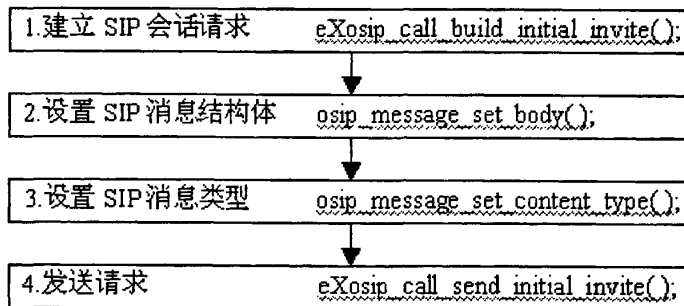 1.建立 SIP 会话请求 eXosip_call_build_initial_invite();
2.设置 SIP 消息结构体 osip_message_set_body();
3.设置 SIP 消息类型 osip_message_set_content_type();
4.发送请求 eXosip_call_send_initial_invite();